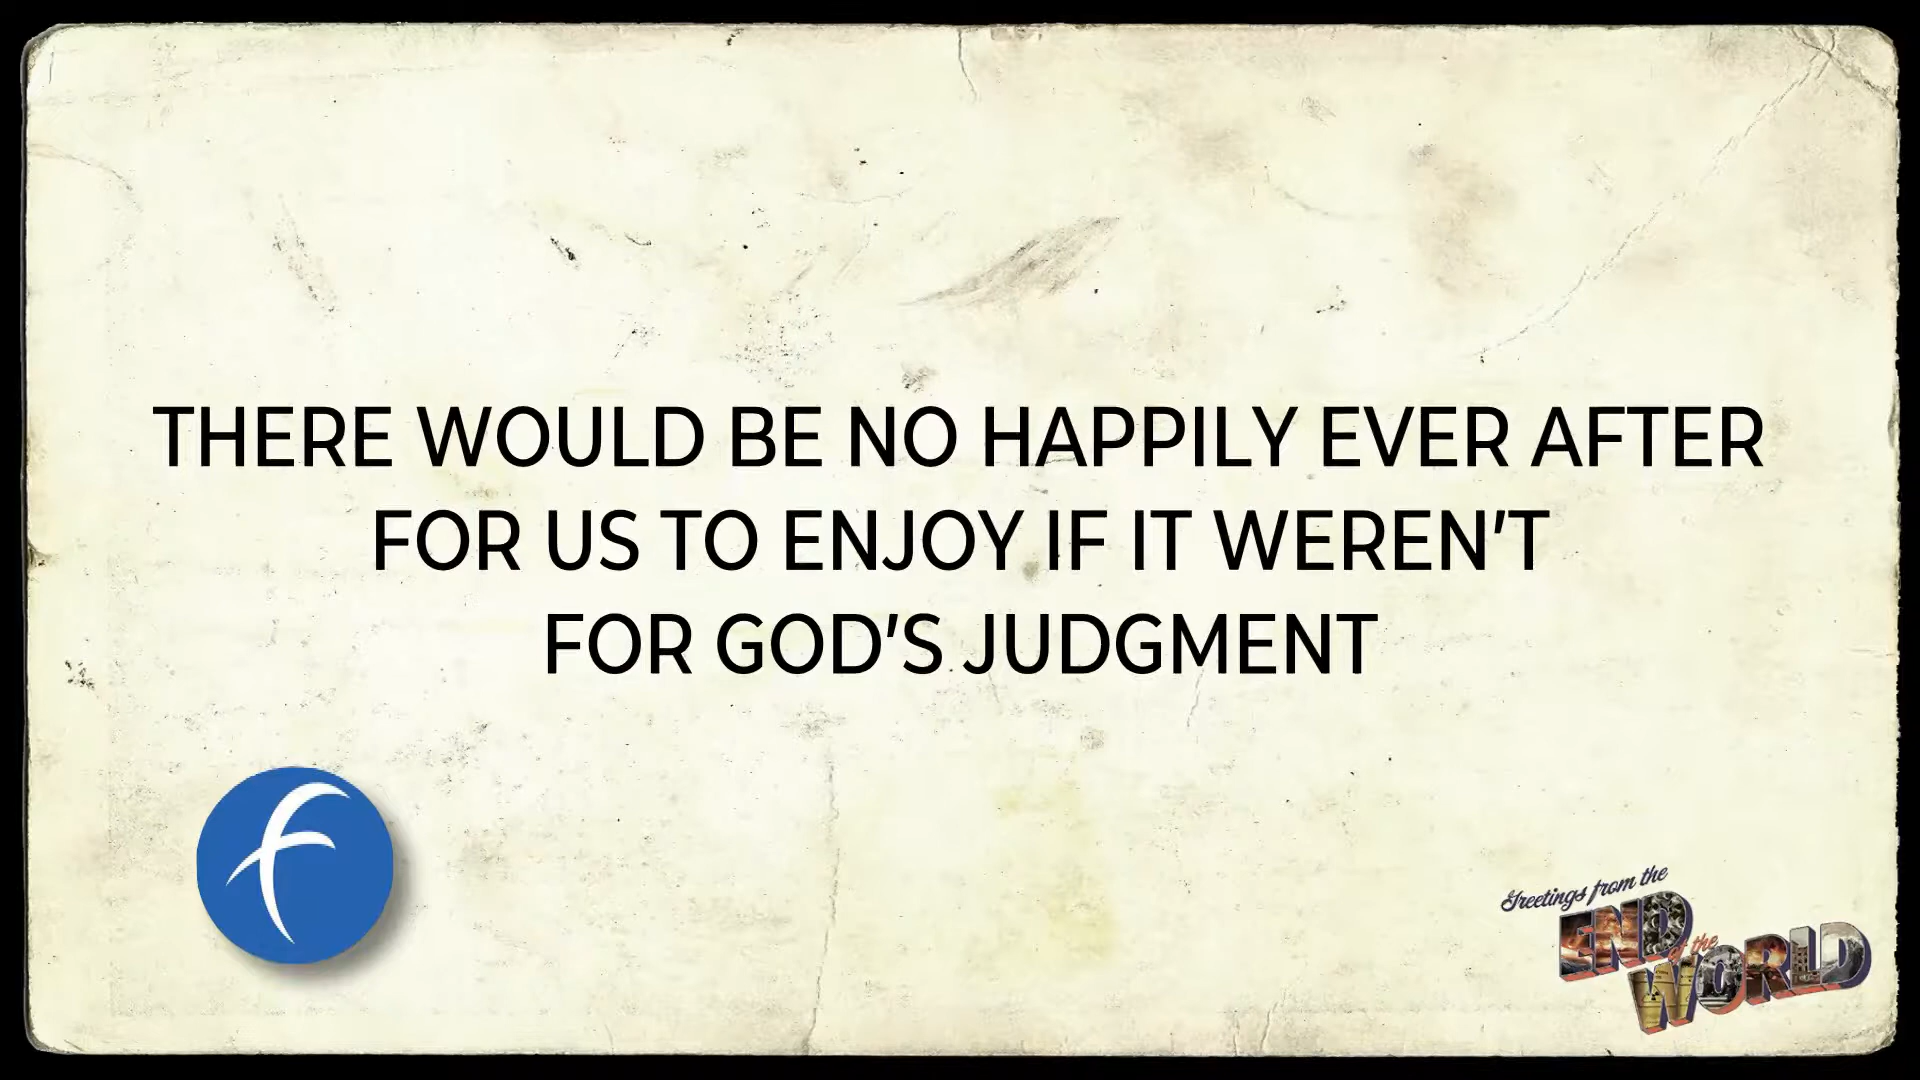 THERE WOULD BE NO HAPPILY EVER AFTER
FOR US TO ENJOY IF IT WEREN'T
FOR GOD'S JUDGMENT
Greetings from the
END
of the
WORLD